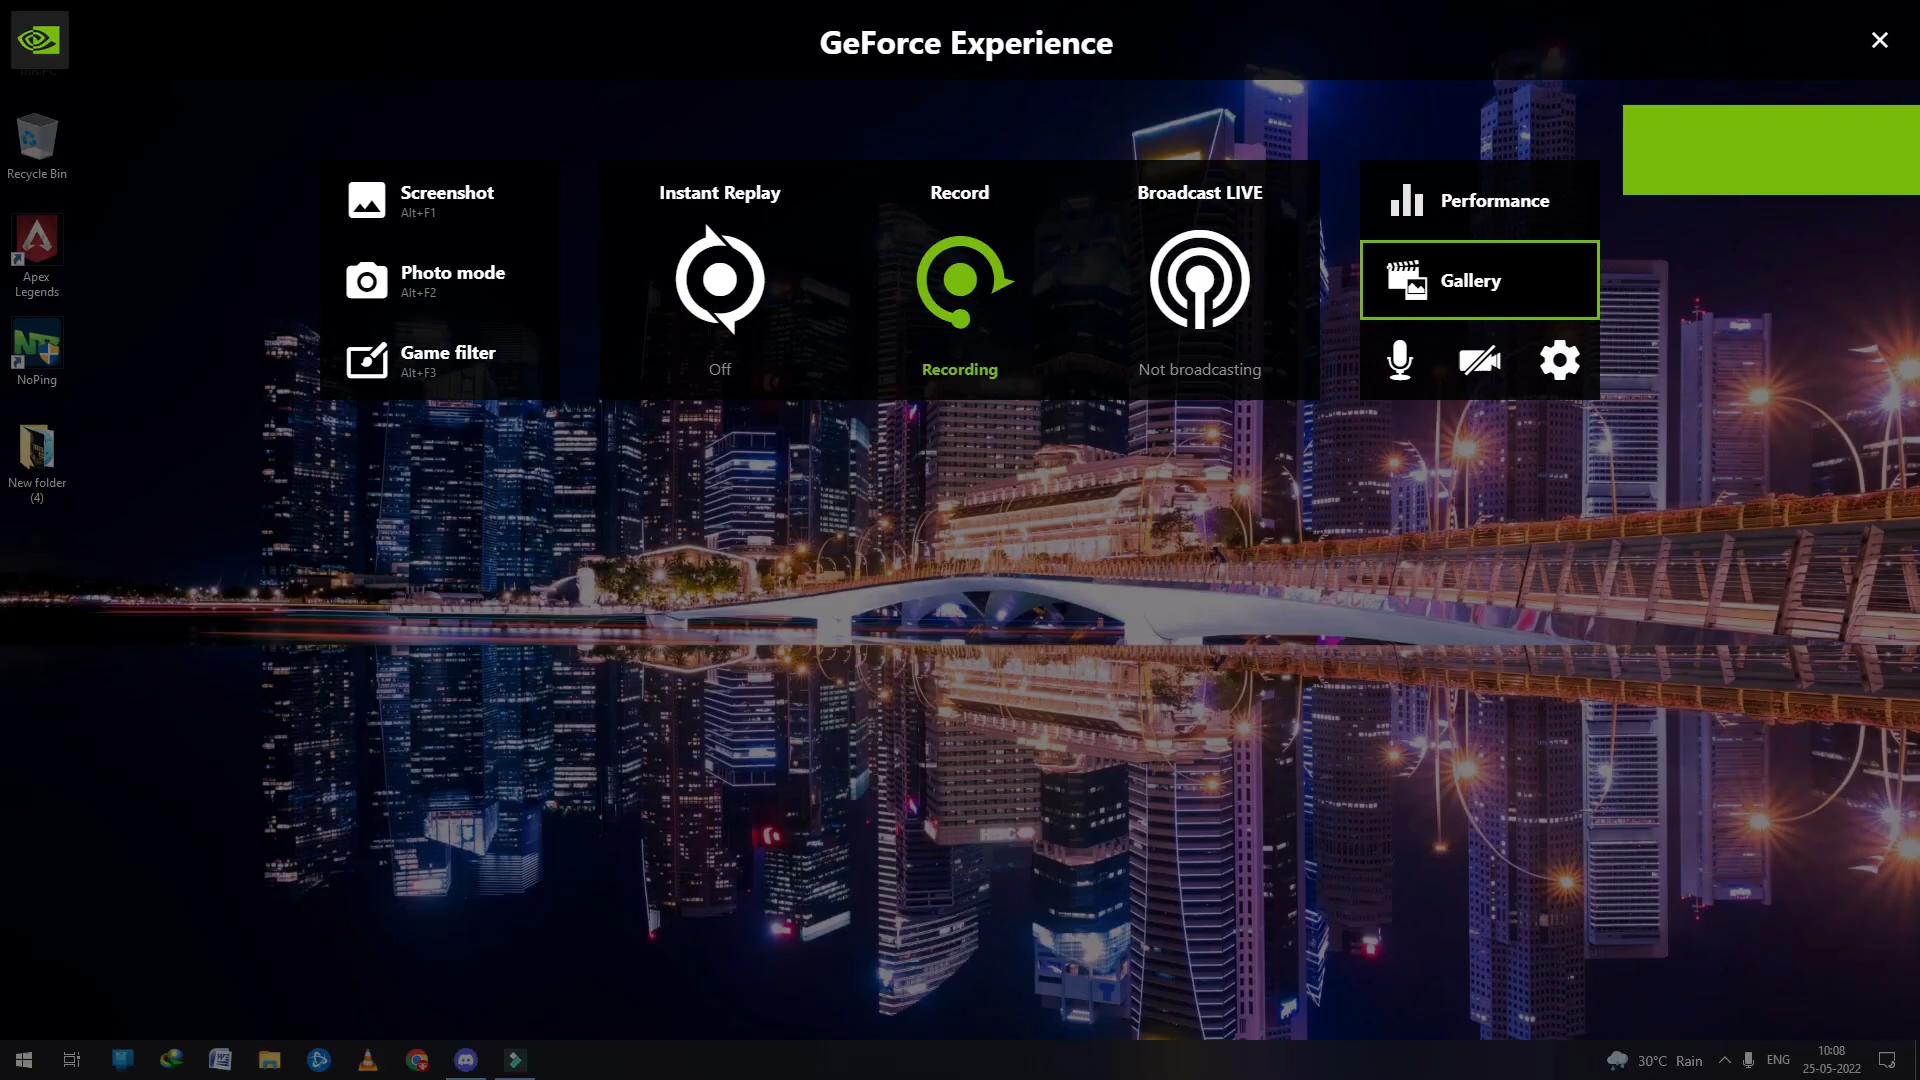 GeForce Experience
Recycle Bin
Apex
Legends
NoPing
New folder
(4)
Screenshot
Alt+F1
Photo mode
Alt+F2
Game filter
Alt+F3
Instant Replay
Off
Record
Recording
Broadcast LIVE
Not broadcasting
Performance
Gallery
30°C Rain
ENG
10:08
25-05-2022